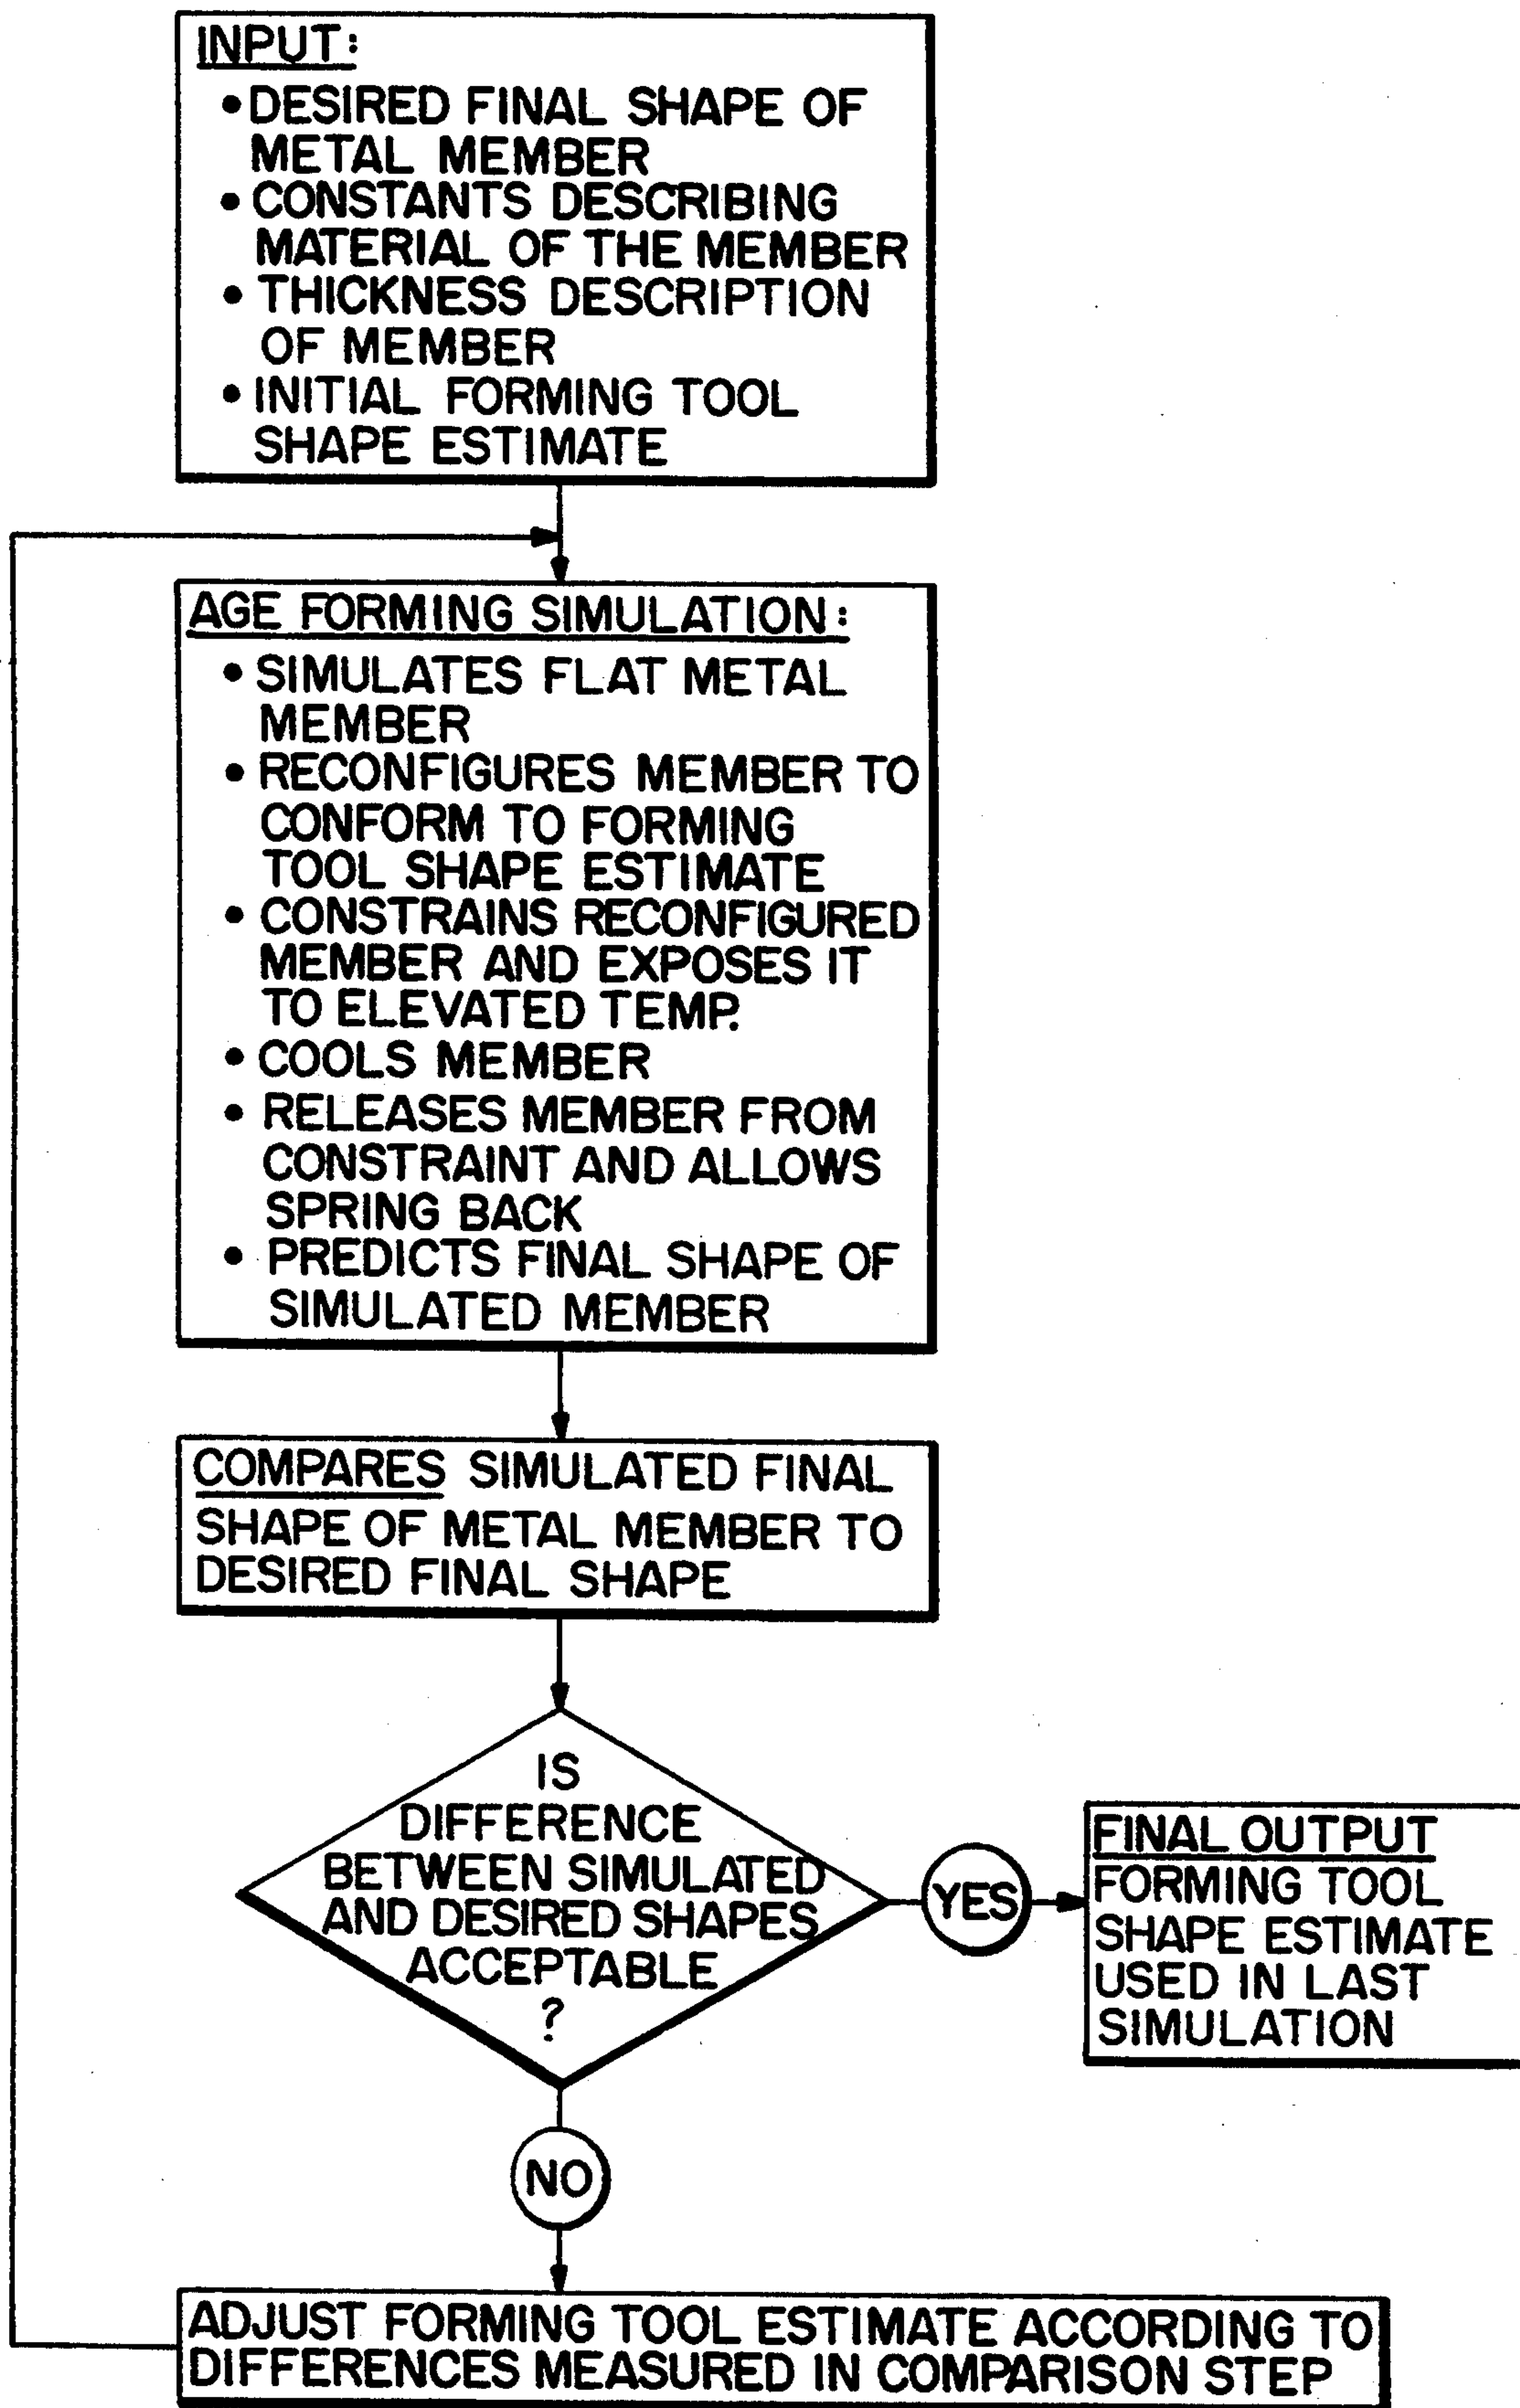 INPUT:
• DESIRED FINAL SHAPE OF
METAL MEMBER
• CONSTANTS DESCRIBING
MATERIAL OF THE MEMBER
• THICKNESS DESCRIPTION
OF MEMBER
• INITIAL FORMING TOOL
SHAPE ESTIMATE
AGE FORMING SIMULATION:
• SIMULATES FLAT METAL
MEMBER
• RECONFIGURES MEMBER TO
CONFORM TO FORMING
TOOL SHAPE ESTIMATE
• CONSTRAINS RECONFIGURED
MEMBER AND EXPOSES IT
TO ELEVATED TEMP.
• COOLS MEMBER
• RELEASES MEMBER FROM
CONSTRAINT AND ALLOWS
SPRING BACK
• PREDICTS FINAL SHAPE OF
SIMULATED MEMBER
COMPARES SIMULATED FINAL
SHAPE OF METAL MEMBER TO
DESIRED FINAL SHAPE
IS
DIFFERENCE
BETWEEN SIMULATED
AND DESIRED SHAPES
ACCEPTABLE
?
YES
FINAL OUTPUT
FORMING TOOL
SHAPE ESTIMATE
USED IN LAST
SIMULATION
NO
ADJUST FORMING TOOL ESTIMATE ACCORDING TO
DIFFERENCES MEASURED IN COMPARISON STEP